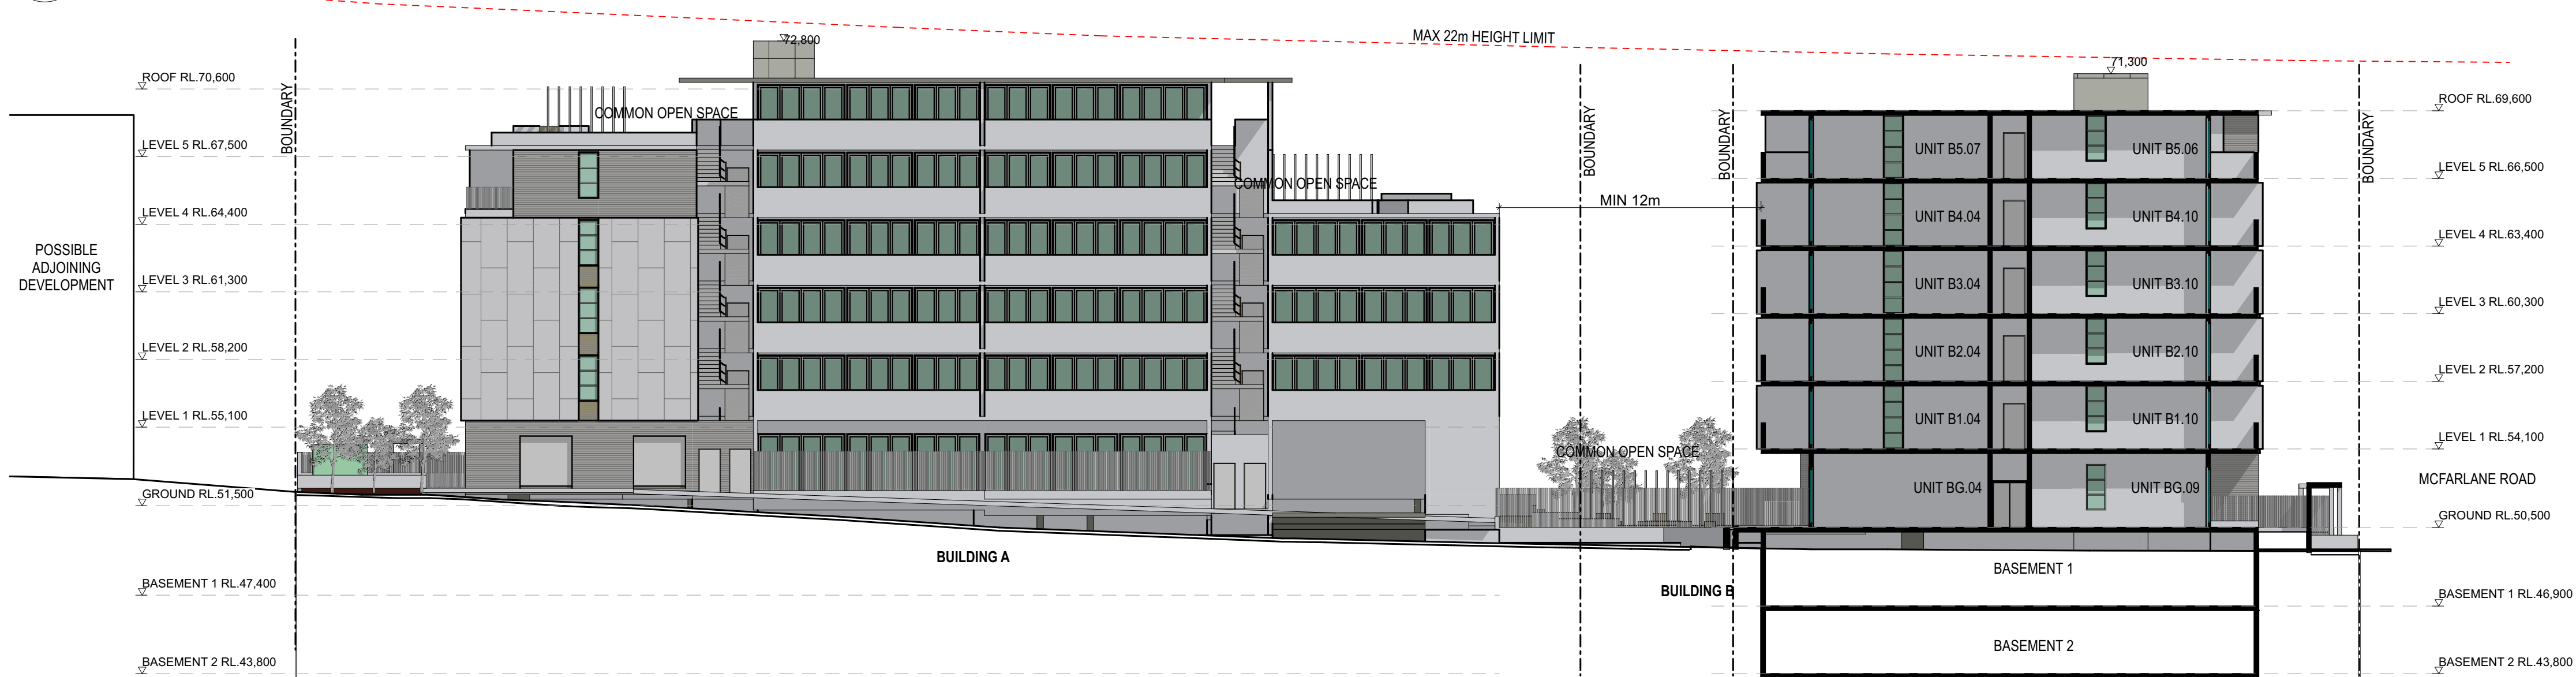 MAX 22m HEIGHT LIMIT
72,800
71,300
ROOF RL.70,600
LEVEL 5 RL.67,500
LEVEL 4 RL.64,400
LEVEL 3 RL.61,300
LEVEL 2 RL.58,200
LEVEL 1 RL.55,100
GROUND RL.51,500
BASEMENT 1 RL.47,400
BASEMENT 2 RL.43,800
POSSIBLE
ADJOINING
DEVELOPMENT
BOUNDARY
COMMON OPEN SPACE
COMMON OPEN SPACE
COMMON OPEN SPACE
BUILDING A
BOUNDARY
BOUNDARY
MIN 12m
BUILDING B
UNIT B5.07
UNIT B5.06
UNIT B4.04
UNIT B4.10
UNIT B3.04
UNIT B3.10
UNIT B2.04
UNIT B2.10
UNIT B1.04
UNIT B1.10
UNIT BG.04
UNIT BG.09
BASEMENT 1
BASEMENT 2
BOUNDARY
ROOF RL.69,600
LEVEL 5 RL.66,500
LEVEL 4 RL.63,400
LEVEL 3 RL.60,300
LEVEL 2 RL.57,200
LEVEL 1 RL.54,100
MCFARLANE ROAD
GROUND RL.50,500
BASEMENT 1 RL.46,900
BASEMENT 2 RL.43,800